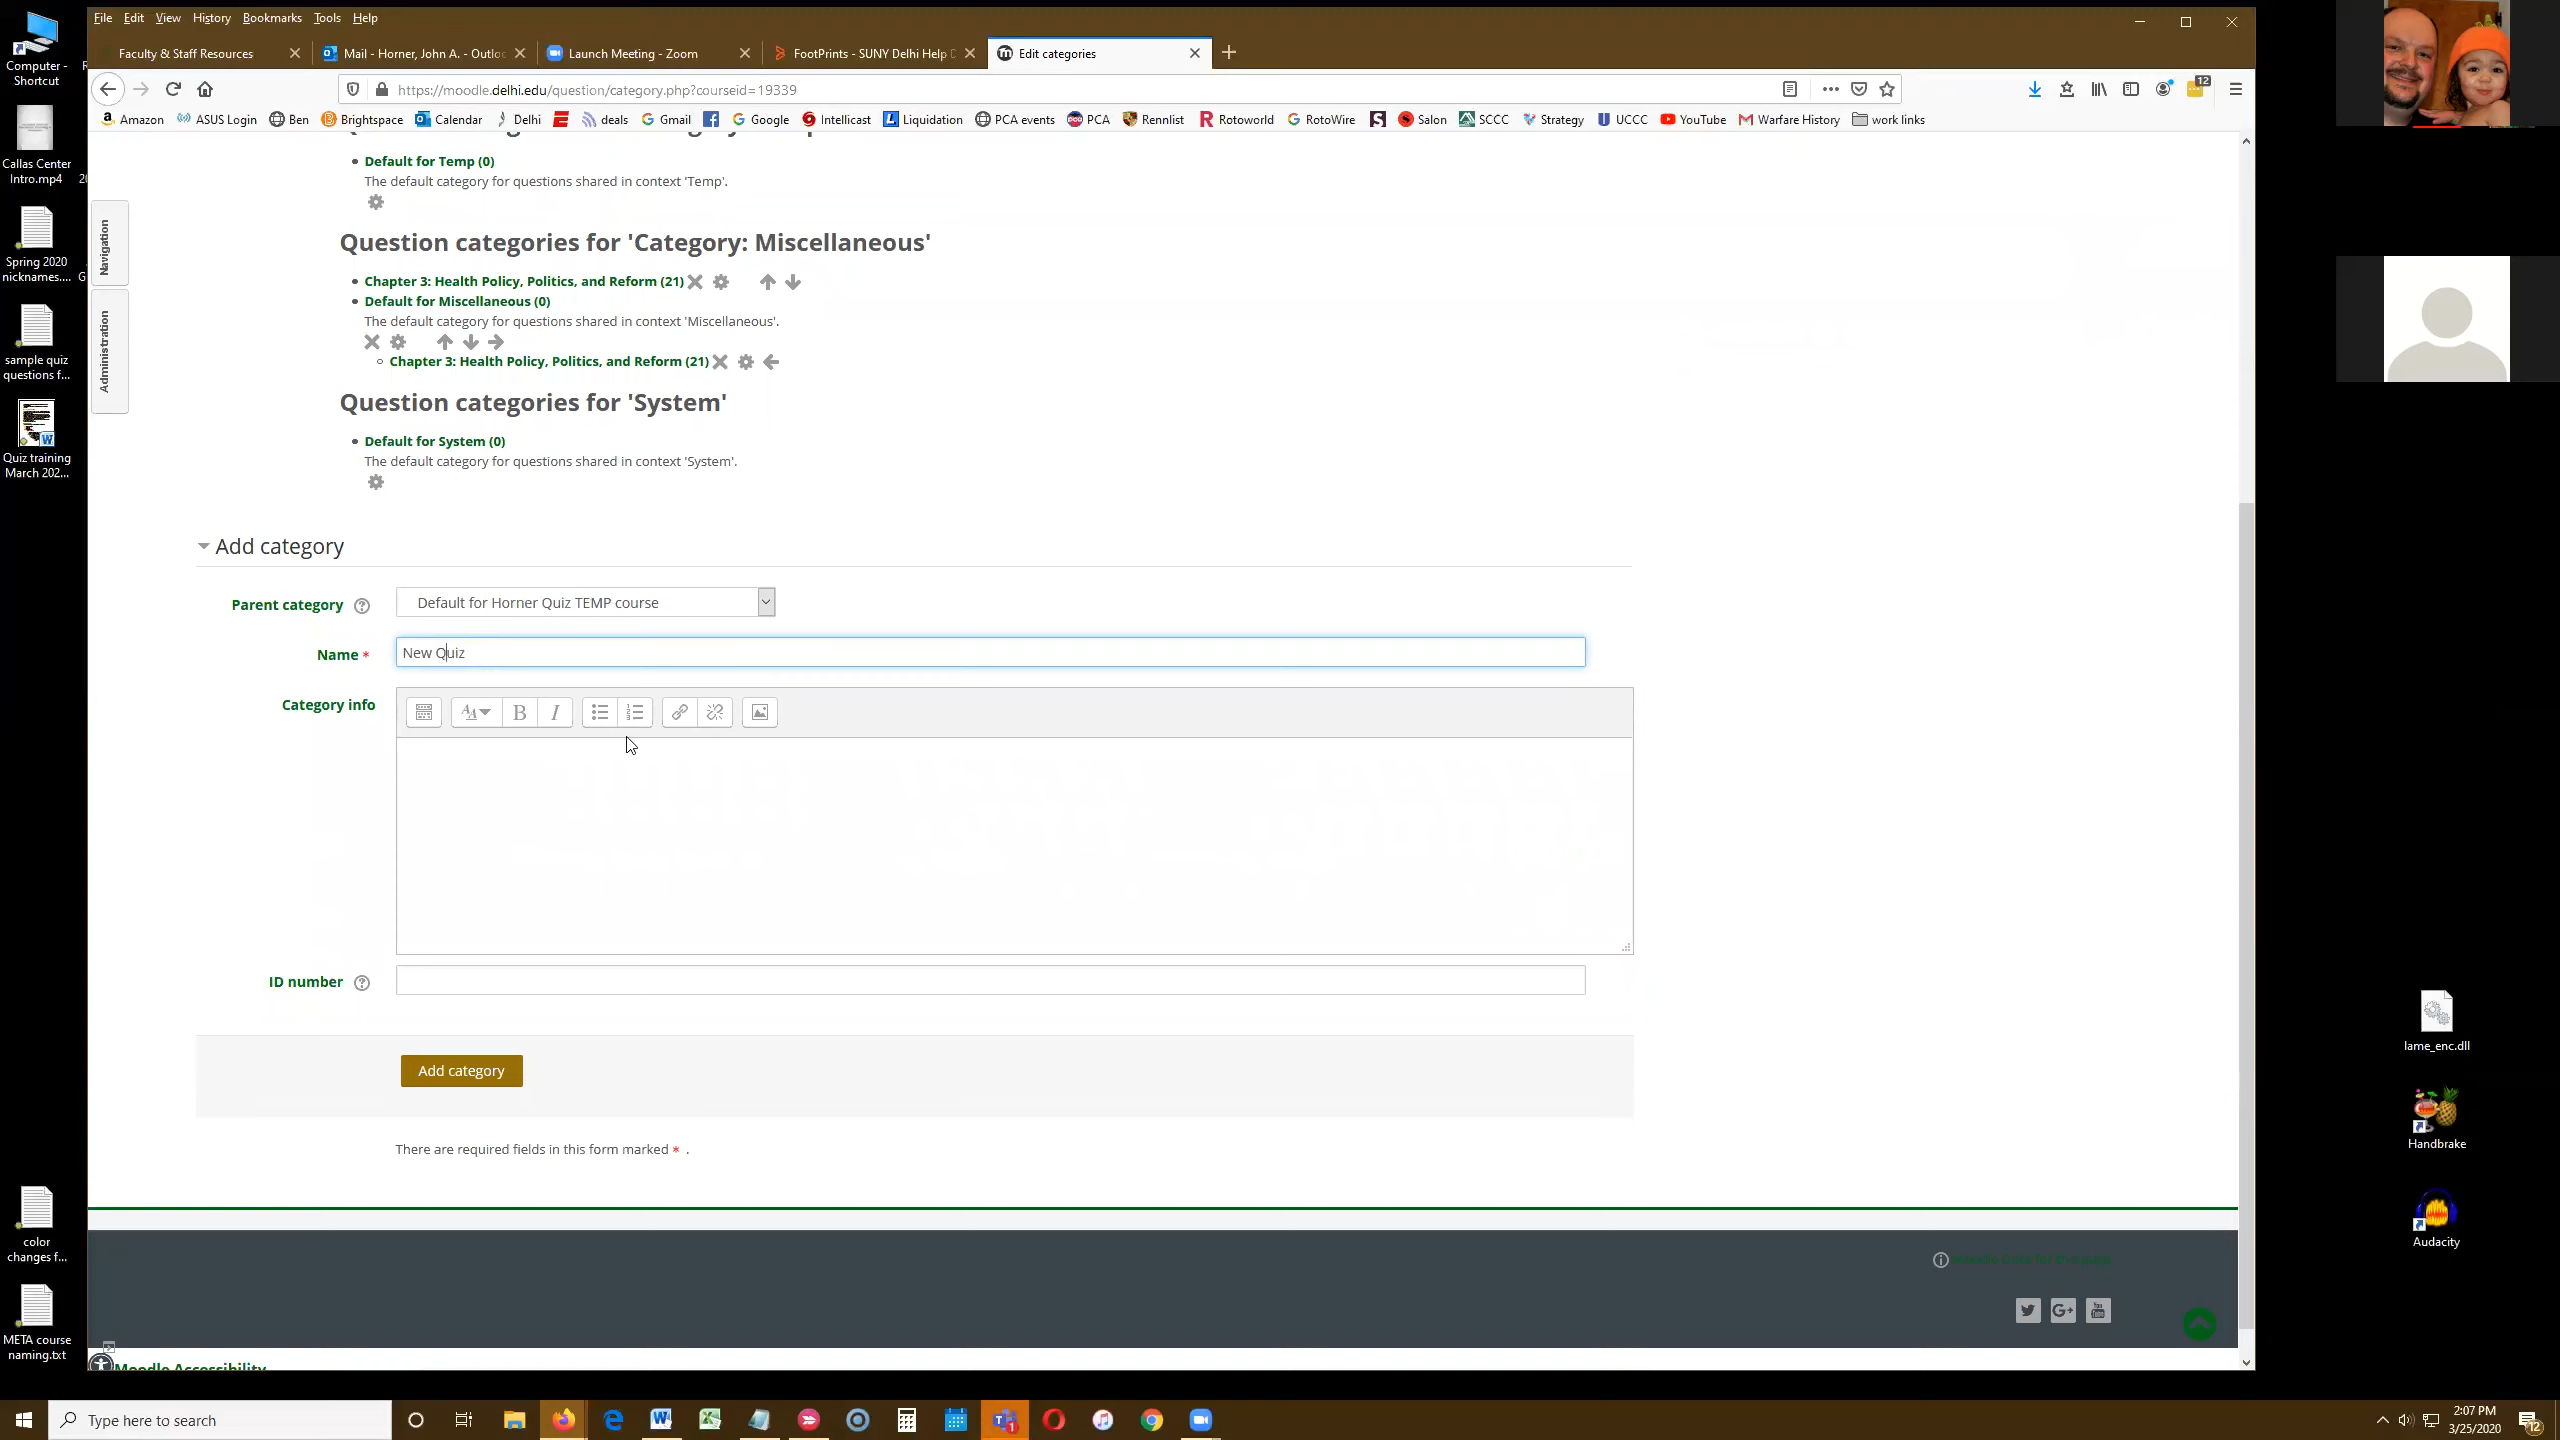 File Edit View History Bookmarks Tools Help
Faculty & Staff Resources
Mail - Horner, John A. - Outlo
Launch Meeting - Zoom
FootPrints - SUNY Delhi Help D
Edit categories
https://moodle.delhi.edu/question/category.php?courseid=19339
12
Amazon ASUS Login Ben Brightspace Calendar Delhi deals Gmail Google Intellicast Liquidation PCA events PCA Rennlist Rotoworld RotoWire Salon SCCC Strategy UCCC YouTube Warfare History work links
Default for Temp (0)
The default category for questions shared in context 'Temp'.
Question categories for 'Category: Miscellaneous'
Chapter 3: Health Policy, Politics, and Reform (21)
Default for Miscellaneous (0)
The default category for questions shared in context 'Miscellaneous'.
Chapter 3: Health Policy, Politics, and Reform (21)
Question categories for 'System'
Default for System (0)
The default category for questions shared in context 'System'.
Add category
Parent category
Default for Horner Quiz TEMP course
Name *
New Quiz
Category info
ID number
Add category
There are required fields in this form marked * .
Moodle Accessibility
Navigation
Administration
Computer -
Shortcut
Callas Center
Intro.mp4
Spring 2020
nicknames....
sample quiz
questions f...
Quiz training
March 202...
color
changes f...
META course
naming.txt
lame_enc.dll
Handbrake
Audacity
Type here to search
2:07 PM
3/25/2020
12